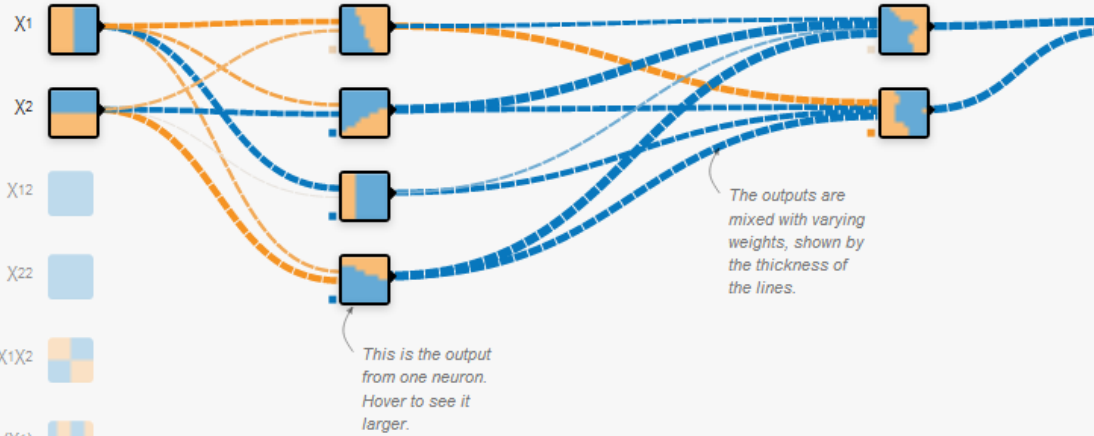 X1
X2
X12
X22
X1X2
The outputs are
mixed with varying
weights, shown by
the thickness of
the lines.
This is the output
from one neuron.
Hover to see it
larger.